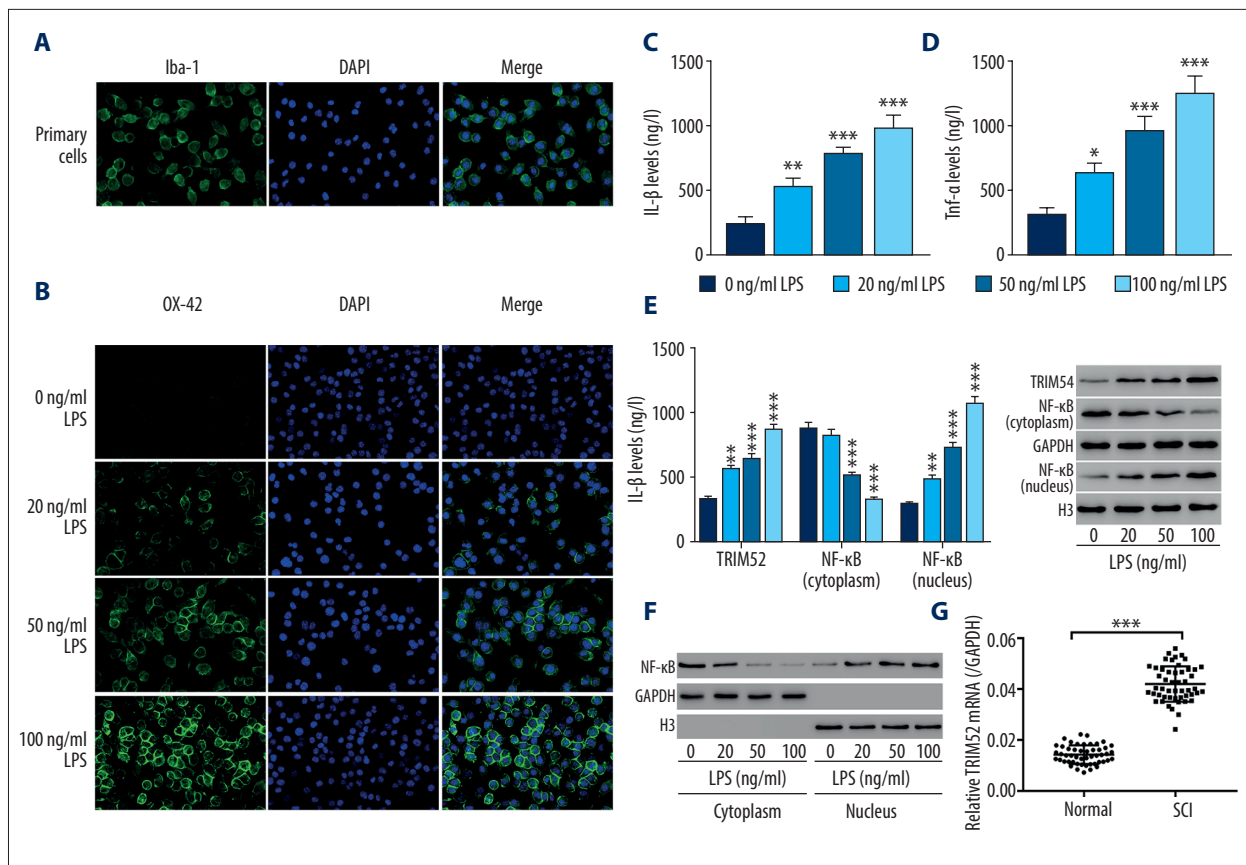 A
Iba-1 DAPI Merge
Primary
cells
B
OX-42 DAPI Merge
0 ng/ml
LPS
20 ng/ml
LPS
50 ng/ml
LPS
100 ng/ml
LPS
C
1500
1000
500
0
IL-β levels (ng/l)
**
***
***
D
1500
1000
500
0
Tnf-α levels (ng/l)
*
***
***
0 ng/ml LPS 20 ng/ml LPS 50 ng/ml LPS 100 ng/ml LPS
E
1500
1000
500
0
IL-β levels (ng/l)
** *** ***
*** ***
** *** ***
TRIM52 NF-κB
(cytoplasm)
NF-κB
(nucleus)
TRIM54
NF-κB
(cytoplasm)
GAPDH
NF-κB
(nucleus)
H3
0 20 50 100
LPS (ng/ml)
F
NF-κB
GAPDH
H3
0 20 50 100 0 20 50 100
LPS (ng/ml) LPS (ng/ml)
Cytoplasm Nucleus
G
***
0.06
0.04
0.02
0.00
Relative TRIM52 mRNA (/GAPDH)
Normal SCI